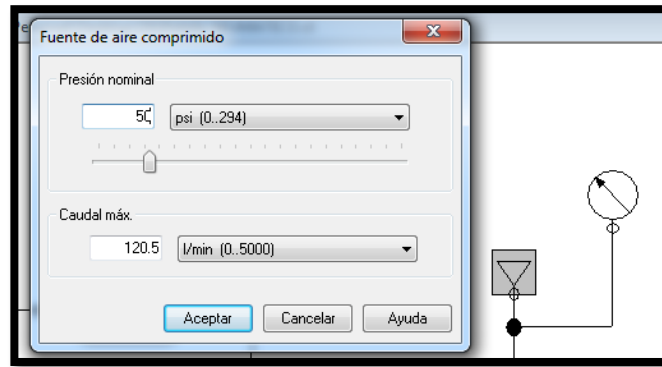 Fuente de aire comprimido
Presión nominal
50 psi (0..294)
Caudal máx.
120.5 l/min (0..5000)
Aceptar Cancelar Ayuda